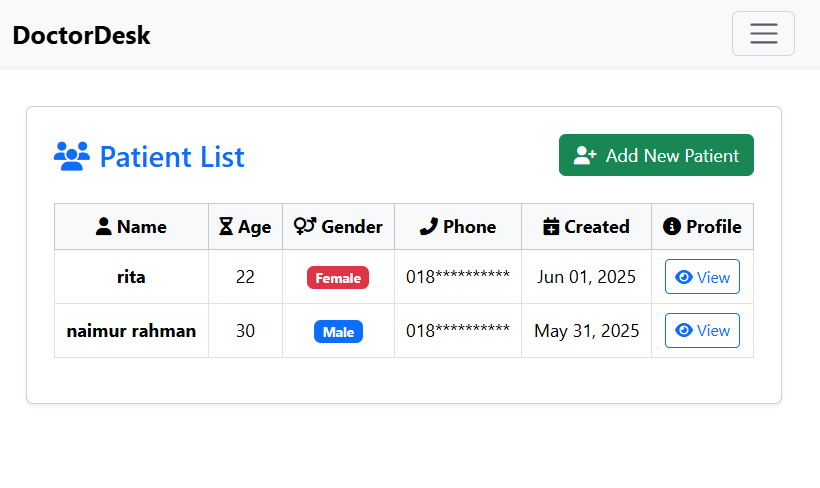 DoctorDesk
Patient List
Add New Patient
Name Age Gender Phone Created Profile
rita 22 Female 018********** Jun 01, 2025 View
naimur rahman 30 Male 018********** May 31, 2025 View